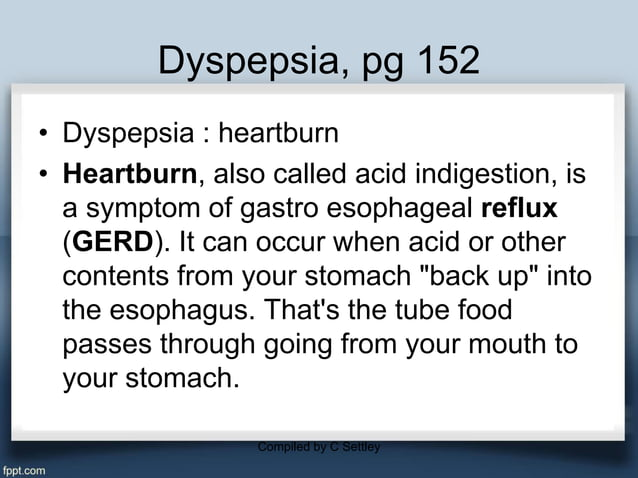 Dyspepsia, pg 152
• Dyspepsia : heartburn
• Heartburn, also called acid indigestion, is
a symptom of gastro esophageal reflux
(GERD). It can occur when acid or other
contents from your stomach "back up" into
the esophagus. That's the tube food
passes through going from your mouth to
your stomach.
Compiled by C Settley
fppt.com